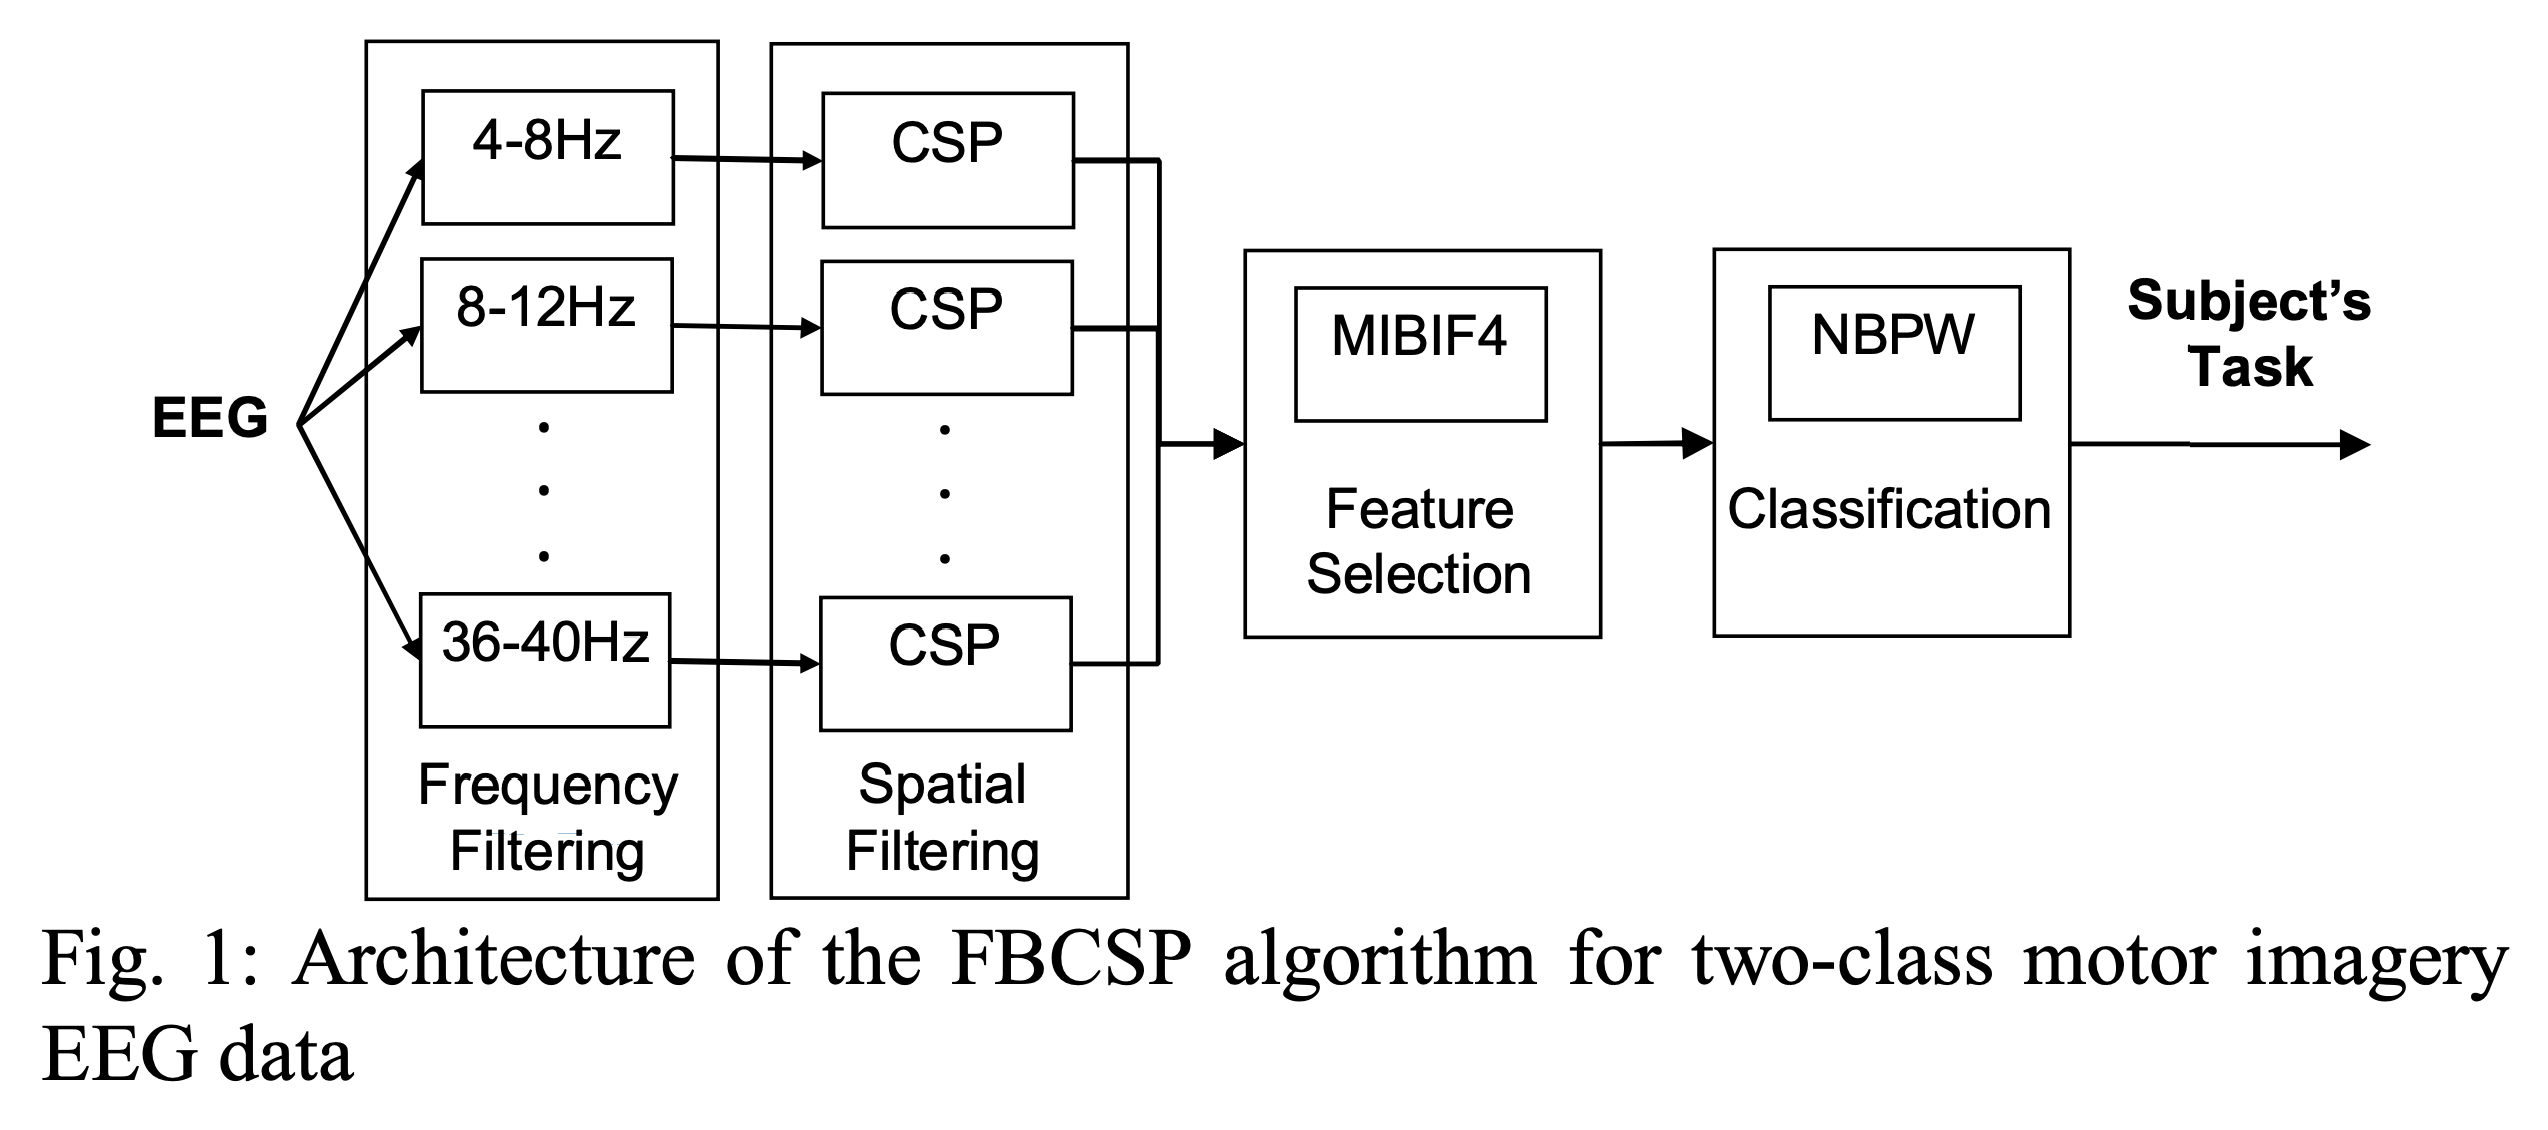 EEG
4-8Hz
8-12Hz
36-40Hz
Frequency
Filtering
CSP
CSP
CSP
Spatial
Filtering
MIBIF4
Feature
Selection
NBPW
Classification
Subject’s
Task
Fig. 1: Architecture of the FBCSP algorithm for two-class motor imagery
EEG data